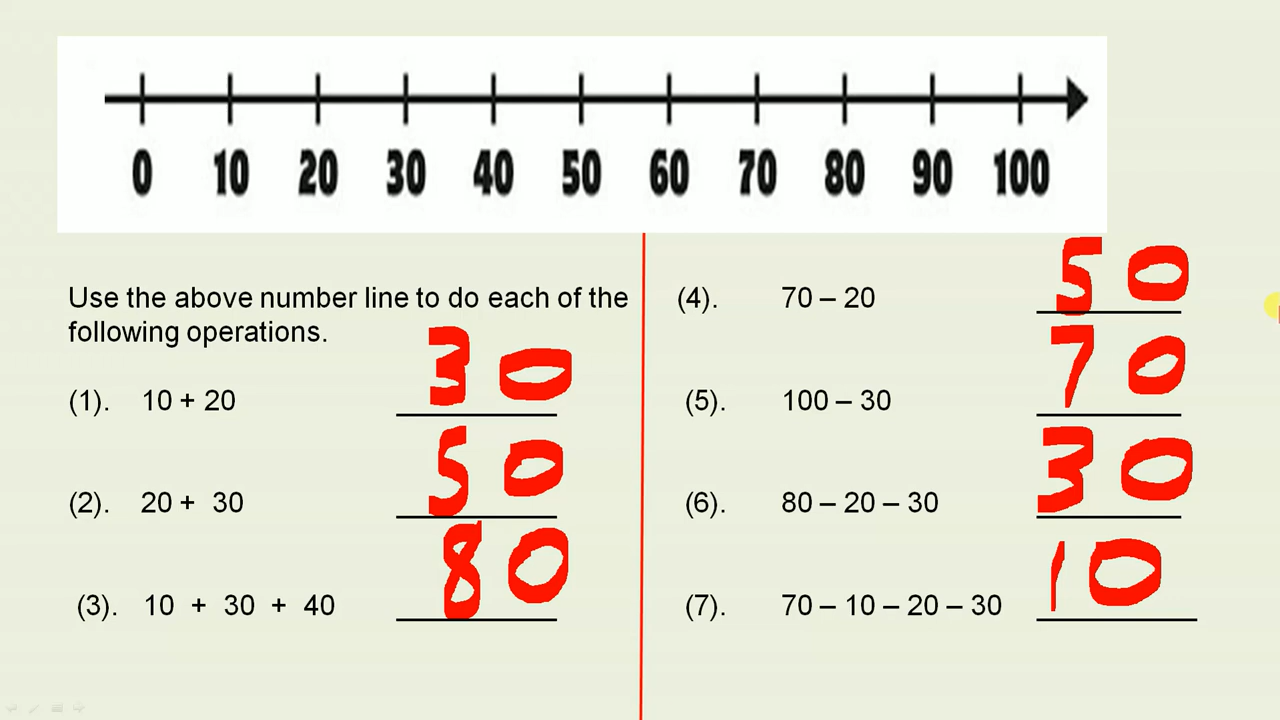 0 10 20 30 40 50 60 70 80 90 100
Use the above number line to do each of the
following operations.
(1). 10 + 20 30
(2). 20 + 30 50
(3). 10 + 30 + 40 80
(4). 70 – 20 50
(5). 100 – 30 70
(6). 80 – 20 – 30 30
(7). 70 – 10 – 20 – 30 10